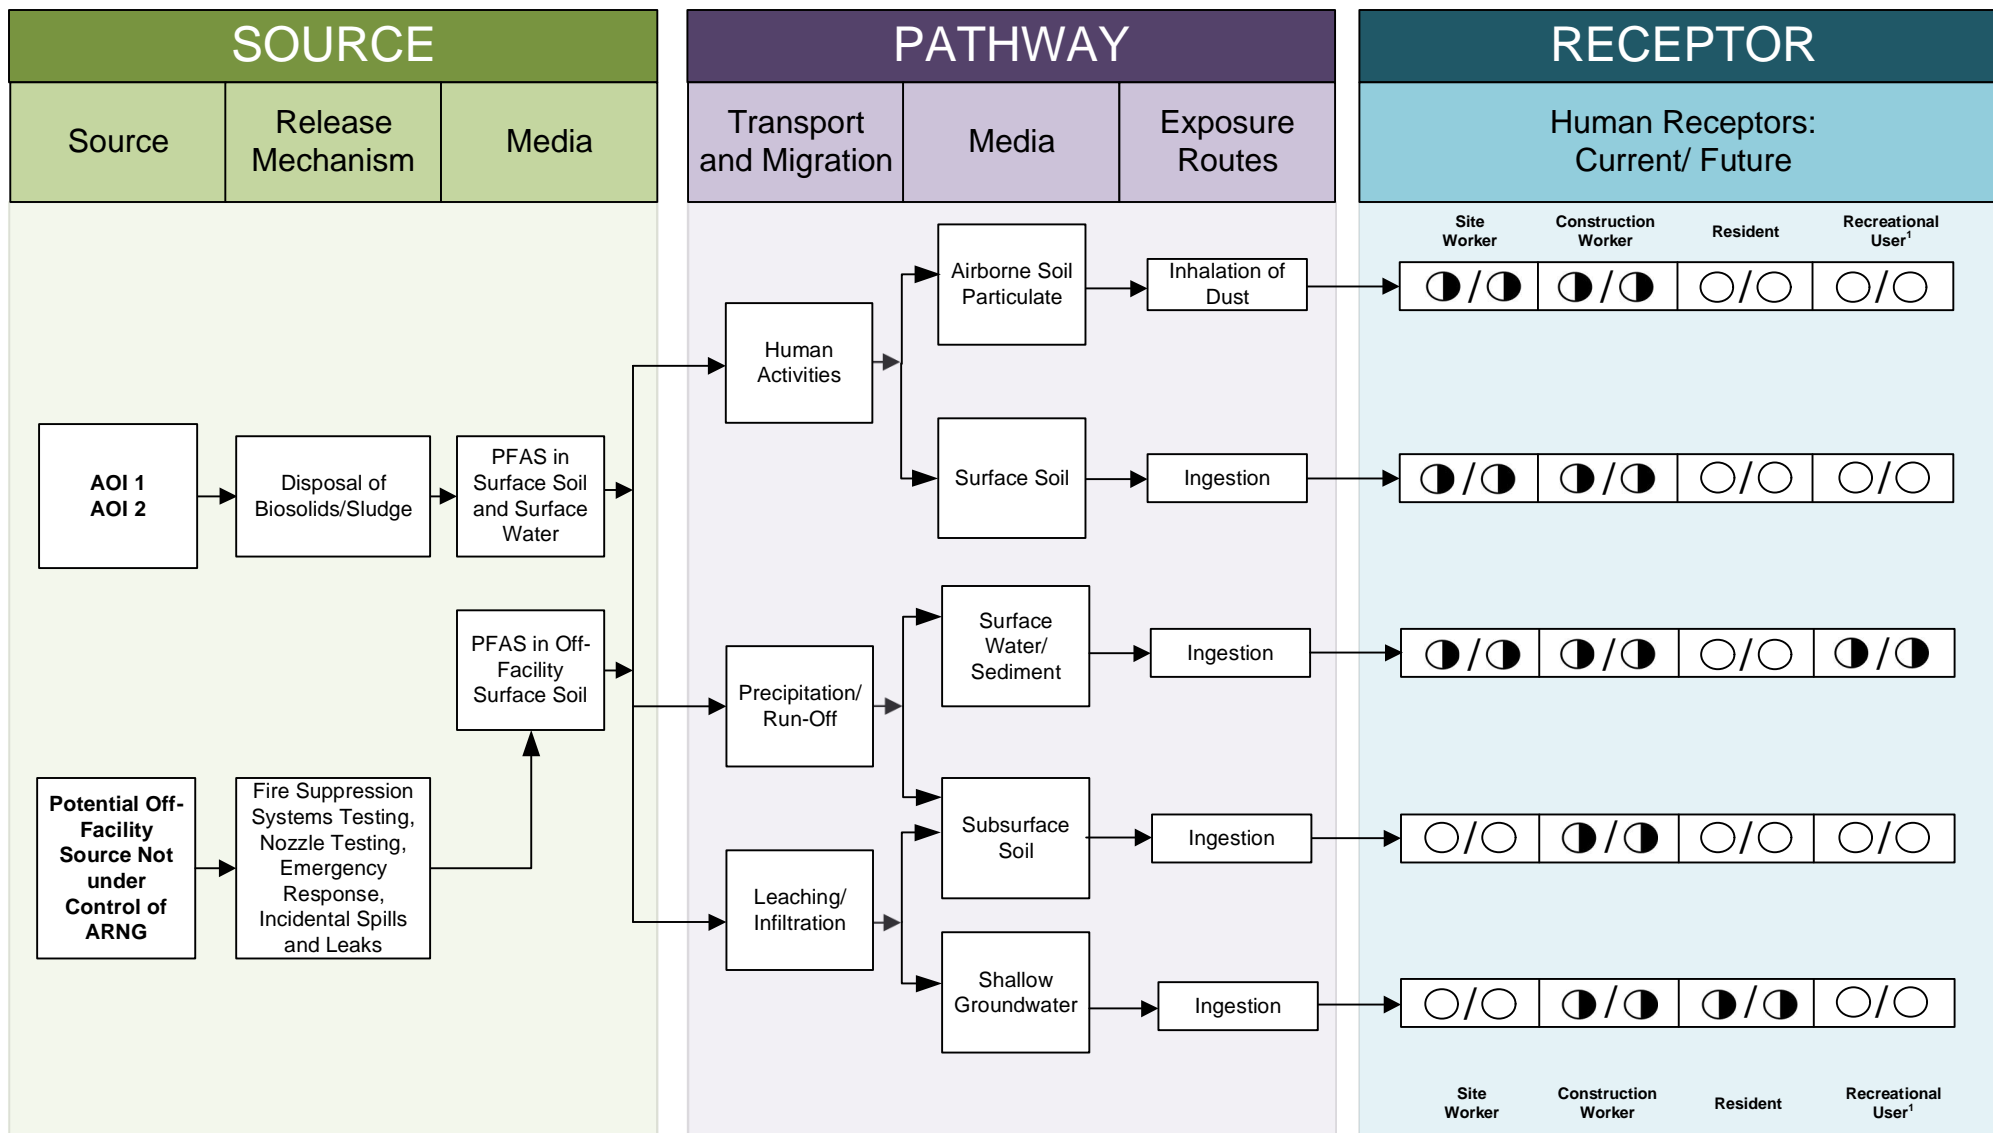 SOURCE
PATHWAY
RECEPTOR
Source
Release
Mechanism
Media
Transport
and Migration
Media
Exposure
Routes
Human Receptors:
Current/ Future
Site
Worker
Construction
Worker
Resident
Recreational
User¹
AOI 1
AOI 2
Disposal of
Biosolids/Sludge
PFAS in
Surface Soil
and Surface
Water
PFAS in Off-
Facility
Surface Soil
Potential Off-
Facility
Source Not
under
Control of
ARNG
Fire Suppression
Systems Testing,
Nozzle Testing,
Emergency
Response,
Incidental Spills
and Leaks
Human
Activities
Precipitation/
Run-Off
Leaching/
Infiltration
Airborne Soil
Particulate
Inhalation of
Dust
/ / / /
Surface Soil
Ingestion
/ / / /
Surface
Water/
Sediment
Ingestion
/ / / /
Subsurface
Soil
Ingestion
/ / / /
Shallow
Groundwater
Ingestion
/ / / /
Site
Worker
Construction
Worker
Resident
Recreational
User¹